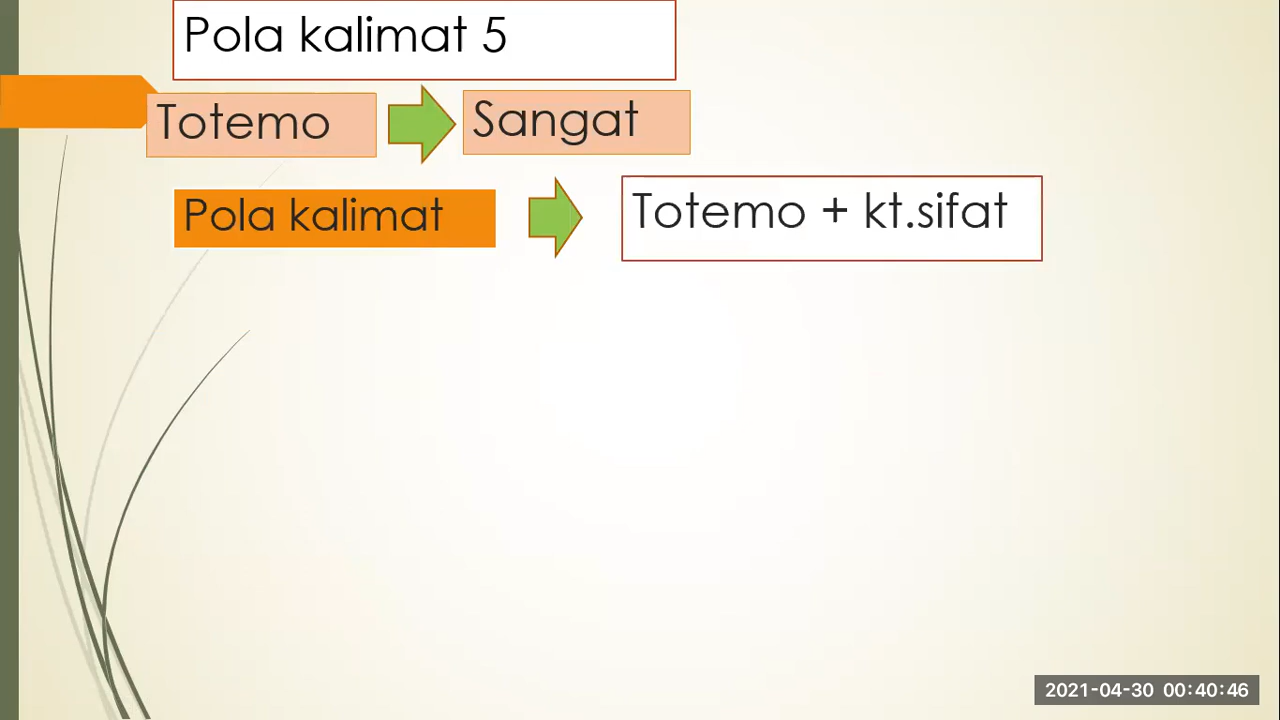 Pola kalimat 5
Totemo
Sangat
Pola kalimat
Totemo + kt.sifat
2021-04-30 00:40:46